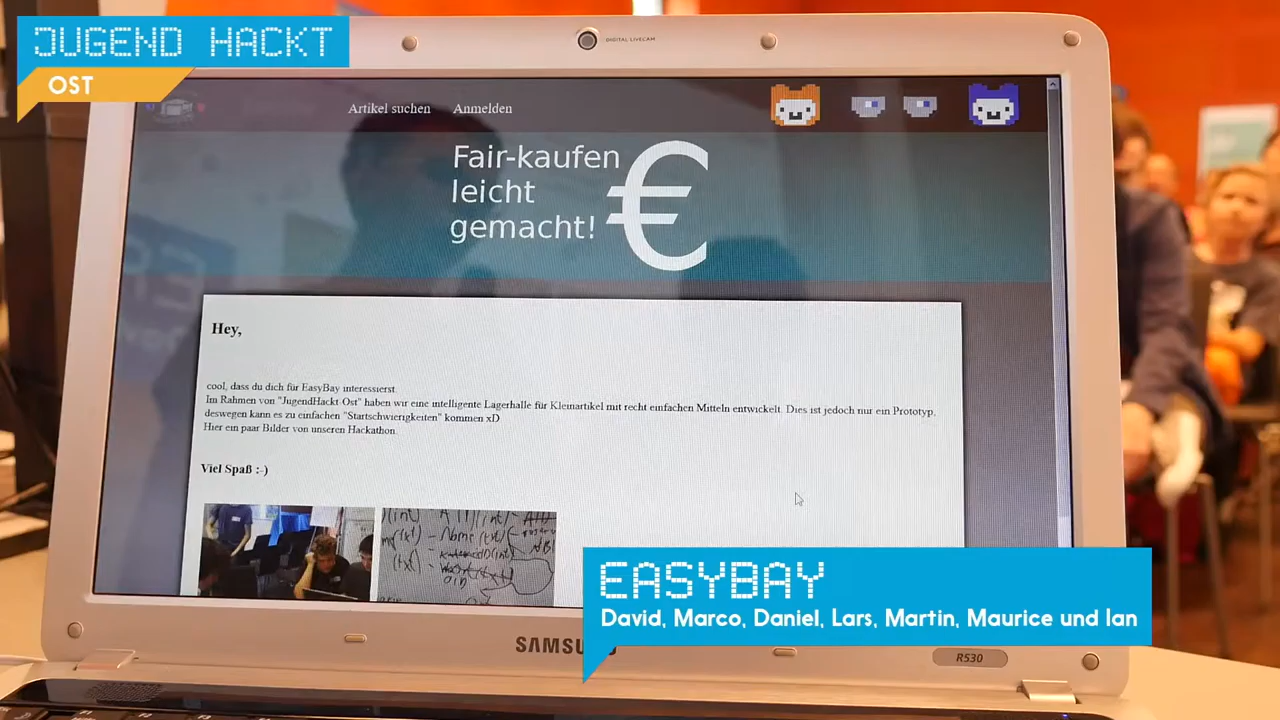 JUGEND HACKT
OST
DIGITAL LIVECAM
Artikel suchen Anmelden
Fair-kaufen
leicht
gemacht!
€
Hey,
cool, dass du dich für EasyBay interessierst.
Im Rahmen von "JugendHackt-Ost" haben wir eine intelligente Lagerhalle für Kleinartikel mit recht einfachen Mitteln entwickelt. Dies ist jedoch nur ein Prototyp,
deswegen kann es zu einfachen "Startschwierigkeiten" kommen xD
Hier ein paar Bilder von unseren Hackathon.
Viel Spaß :-)
EASYBAY
David, Marco, Daniel, Lars, Martin, Maurice und Ian
R530